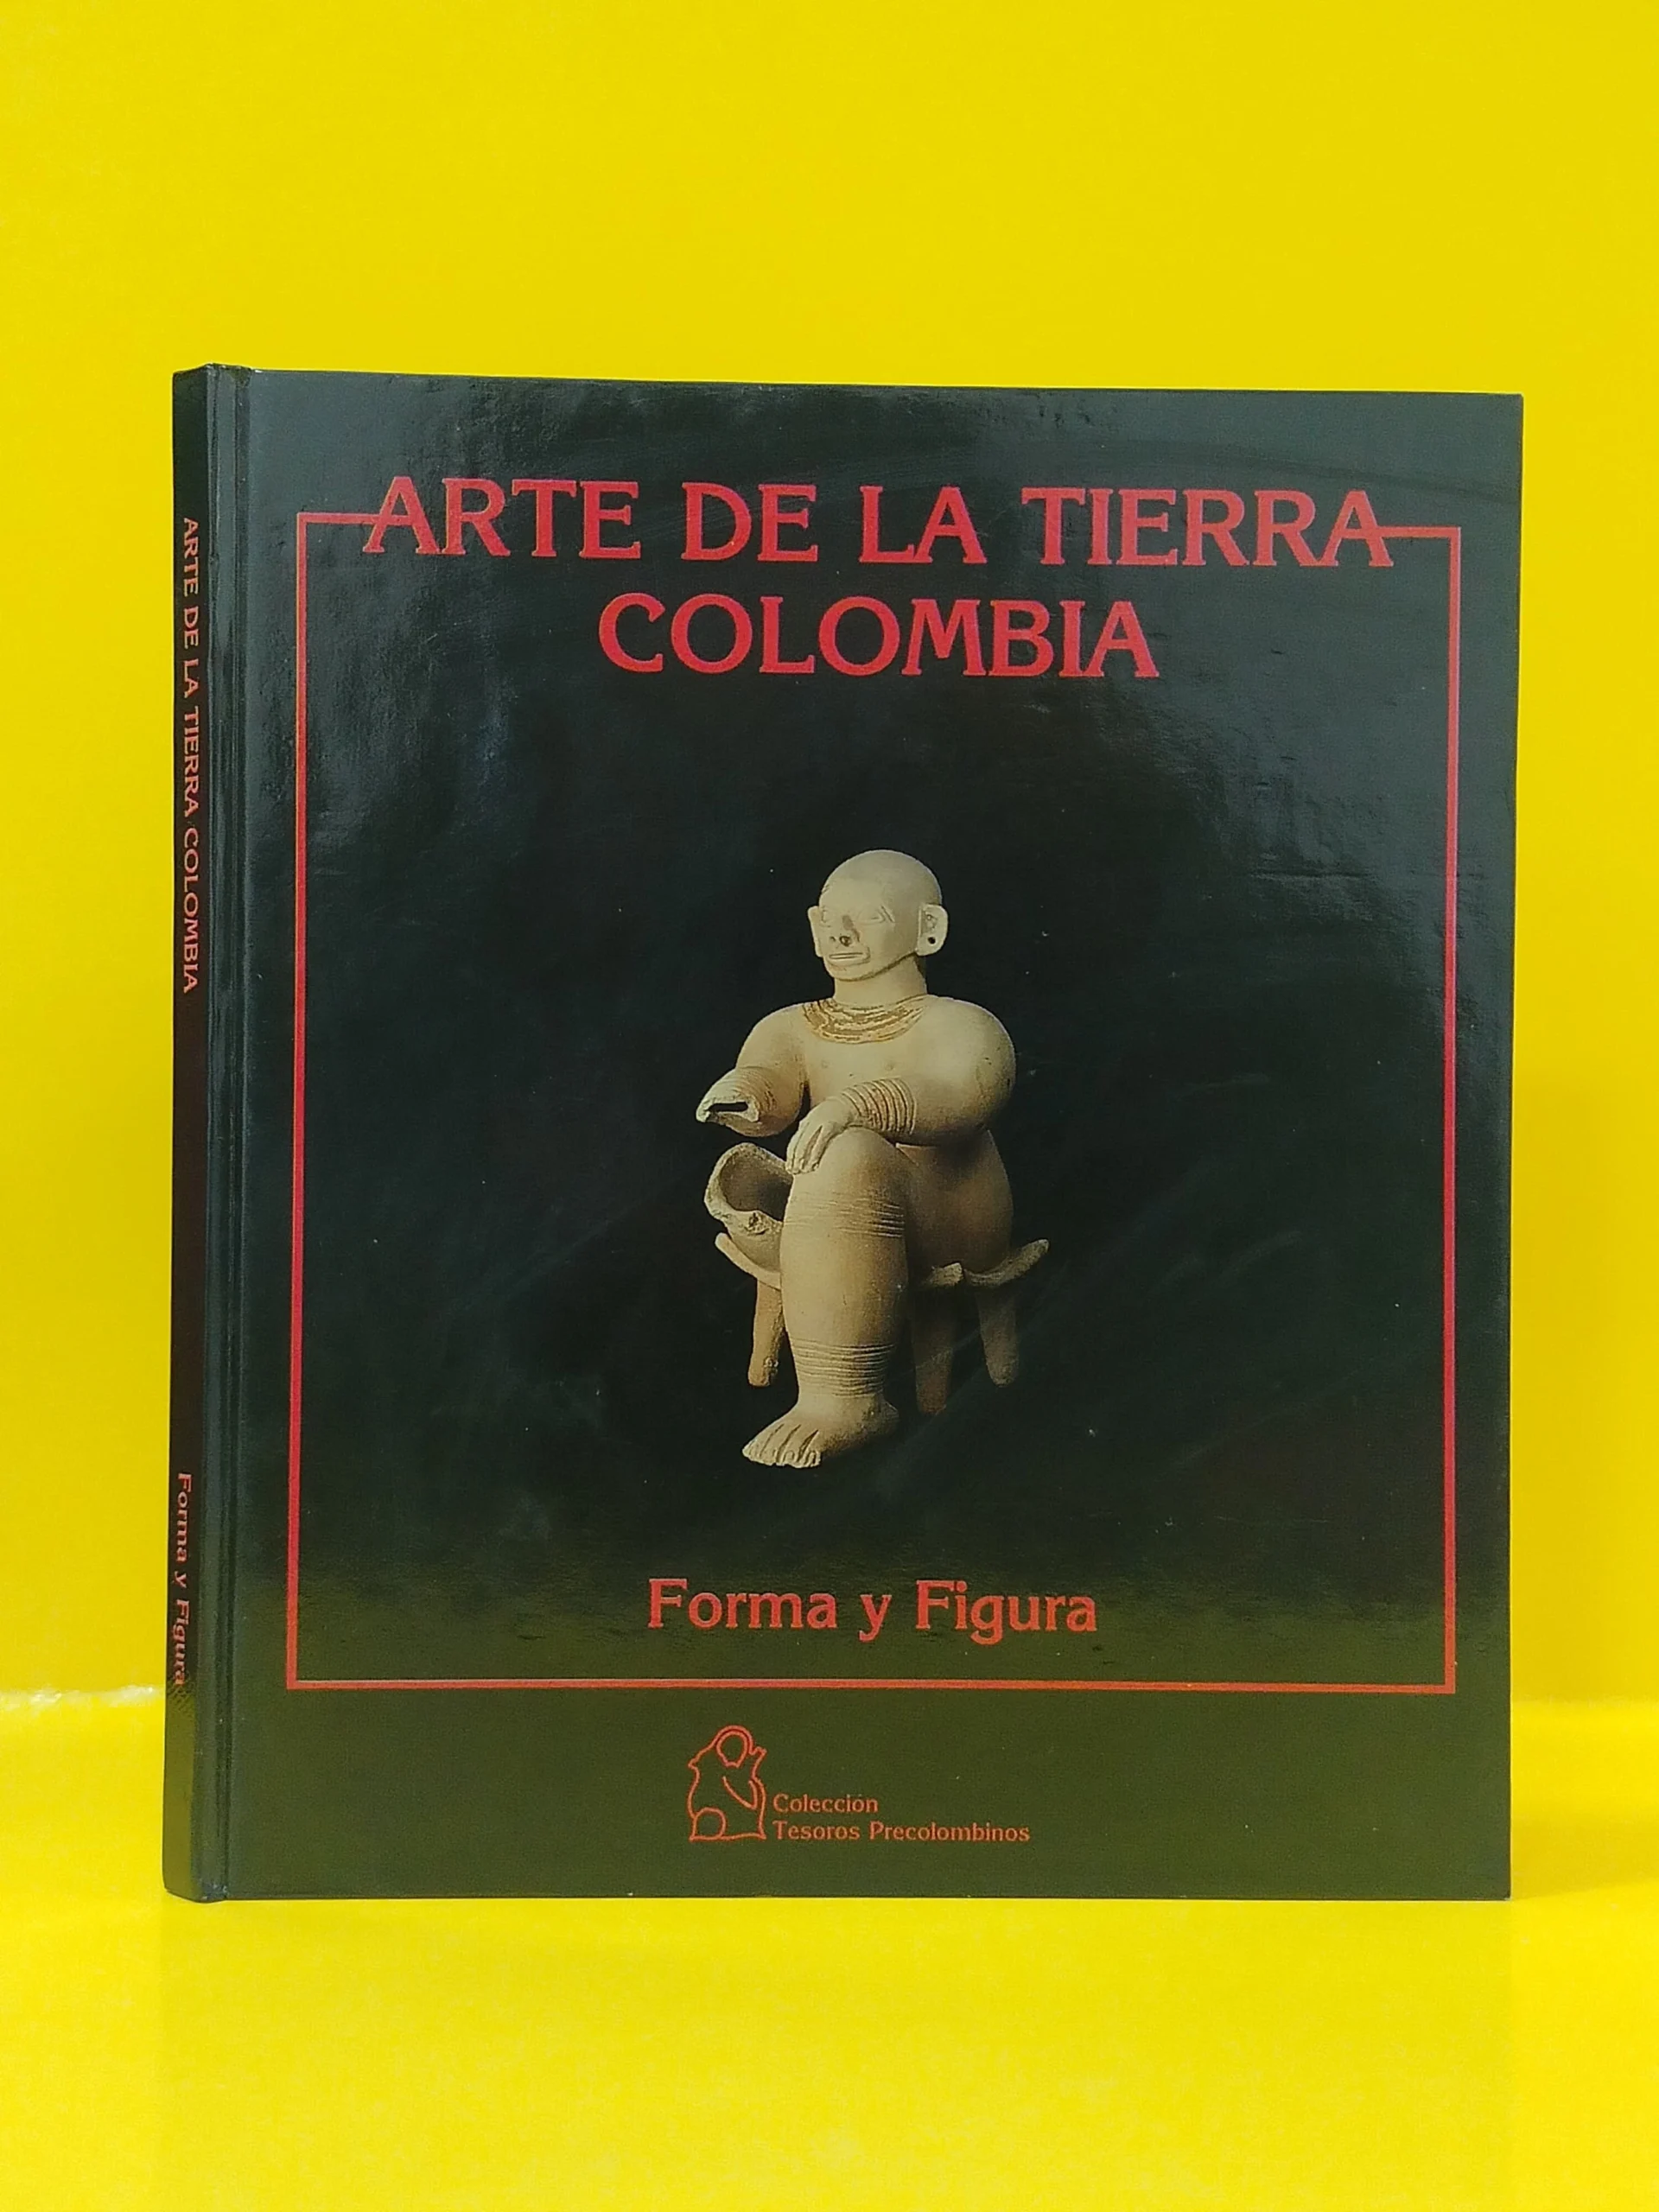 ARTE DE LA TIERRA
COLOMBIA
Forma y Figura
Colección
Tesoros Precolombinos
ARTE DE LA TIERRA COLOMBIA
Forma y Figura